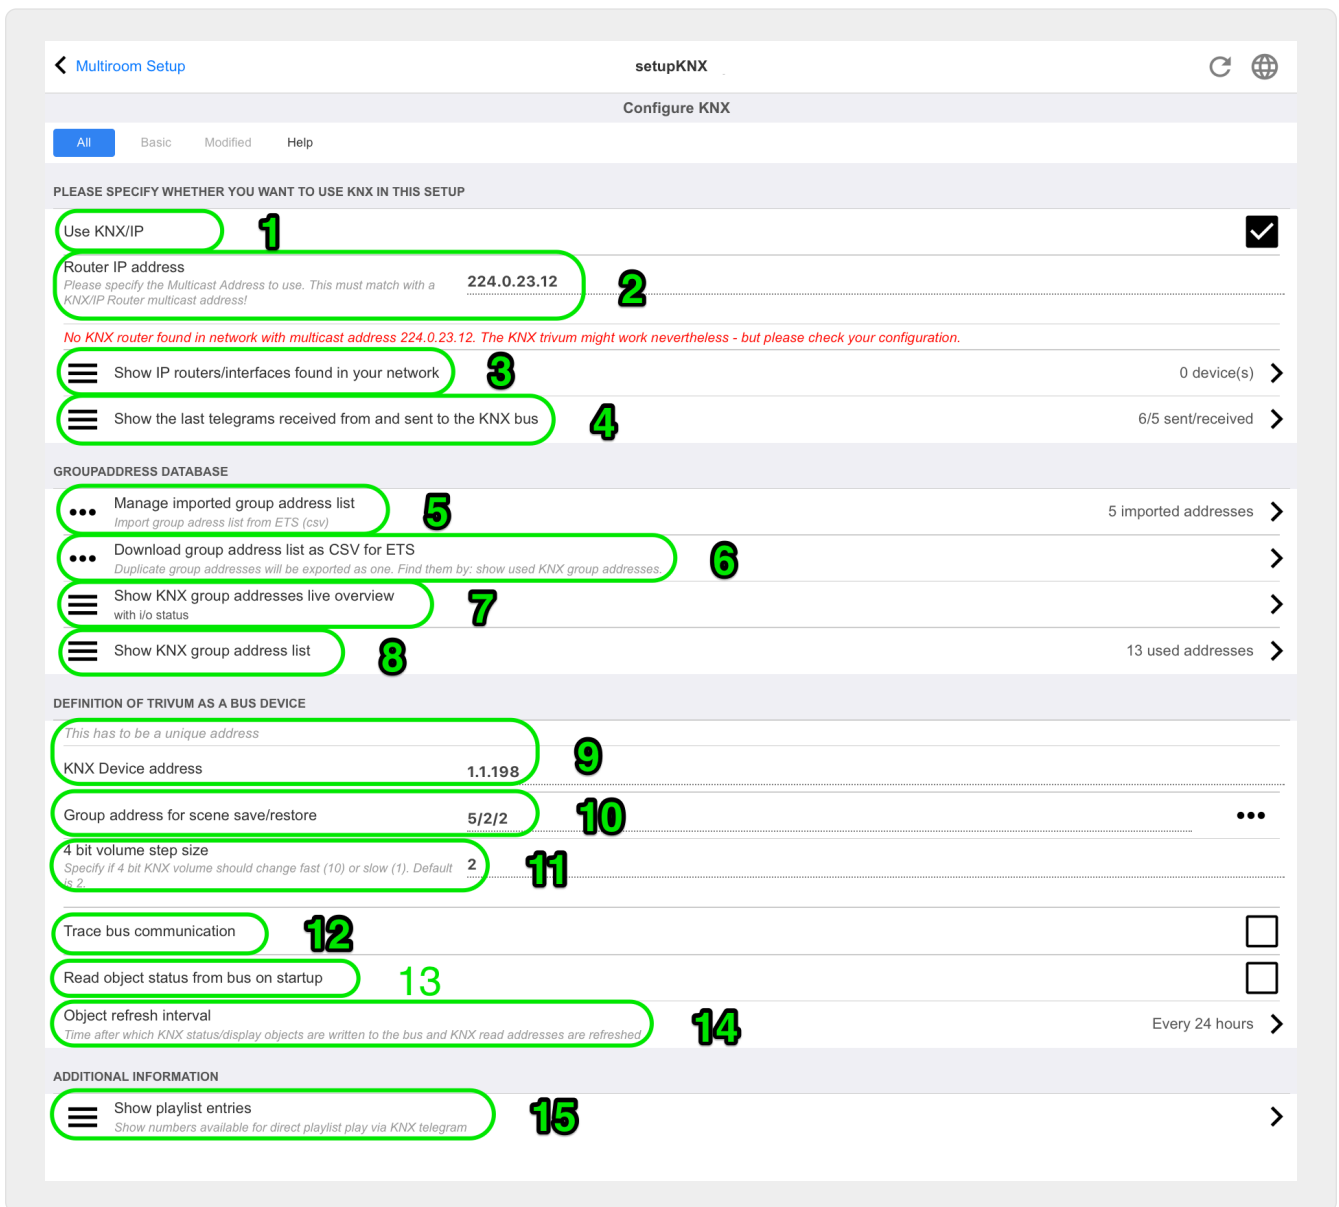 Multiroom Setup
setupKNX
Configure KNX
All Basic Modified Help
PLEASE SPECIFY WHETHER YOU WANT TO USE KNX IN THIS SETUP
Use KNX/IP 1
Router IP address
Please specify the Multicast Address to use. This must match with a
KNX/IP Router multicast address!
224.0.23.12 2
No KNX router found in network with multicast address 224.0.23.12. The KNX trivum might work nevertheless - but please check your configuration.
Show IP routers/interfaces found in your network 3 0 device(s)
Show the last telegrams received from and sent to the KNX bus 4 6/5 sent/received
GROUPADDRESS DATABASE
Manage imported group address list
Import group adress list from ETS (csv)
5 5 imported addresses
Download group address list as CSV for ETS
Duplicate group addresses will be exported as one. Find them by: show used KNX group addresses.
6
Show KNX group addresses live overview
with i/o status
7
Show KNX group address list 8 13 used addresses
DEFINITION OF TRIVUM AS A BUS DEVICE
This has to be a unique address
KNX Device address 1.1.198 9
Group address for scene save/restore 5/2/2 10
4 bit volume step size
Specify if 4 bit KNX volume should change fast (10) or slow (1). Default
is 2.
2 11
Trace bus communication 12
Read object status from bus on startup 13
Object refresh interval
Time after which KNX status/display objects are written to the bus and KNX read addresses are refreshed
14 Every 24 hours
ADDITIONAL INFORMATION
Show playlist entries
Show numbers available for direct playlist play via KNX telegram
15